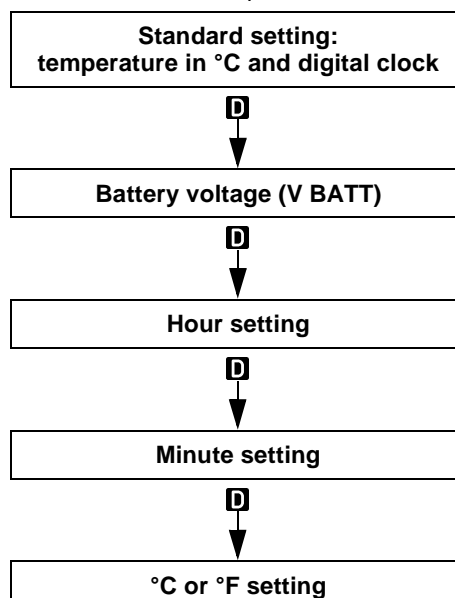 Standard setting:
temperature in °C and digital clock
D
Battery voltage (V BATT)
D
Hour setting
D
Minute setting
D
°C or °F setting